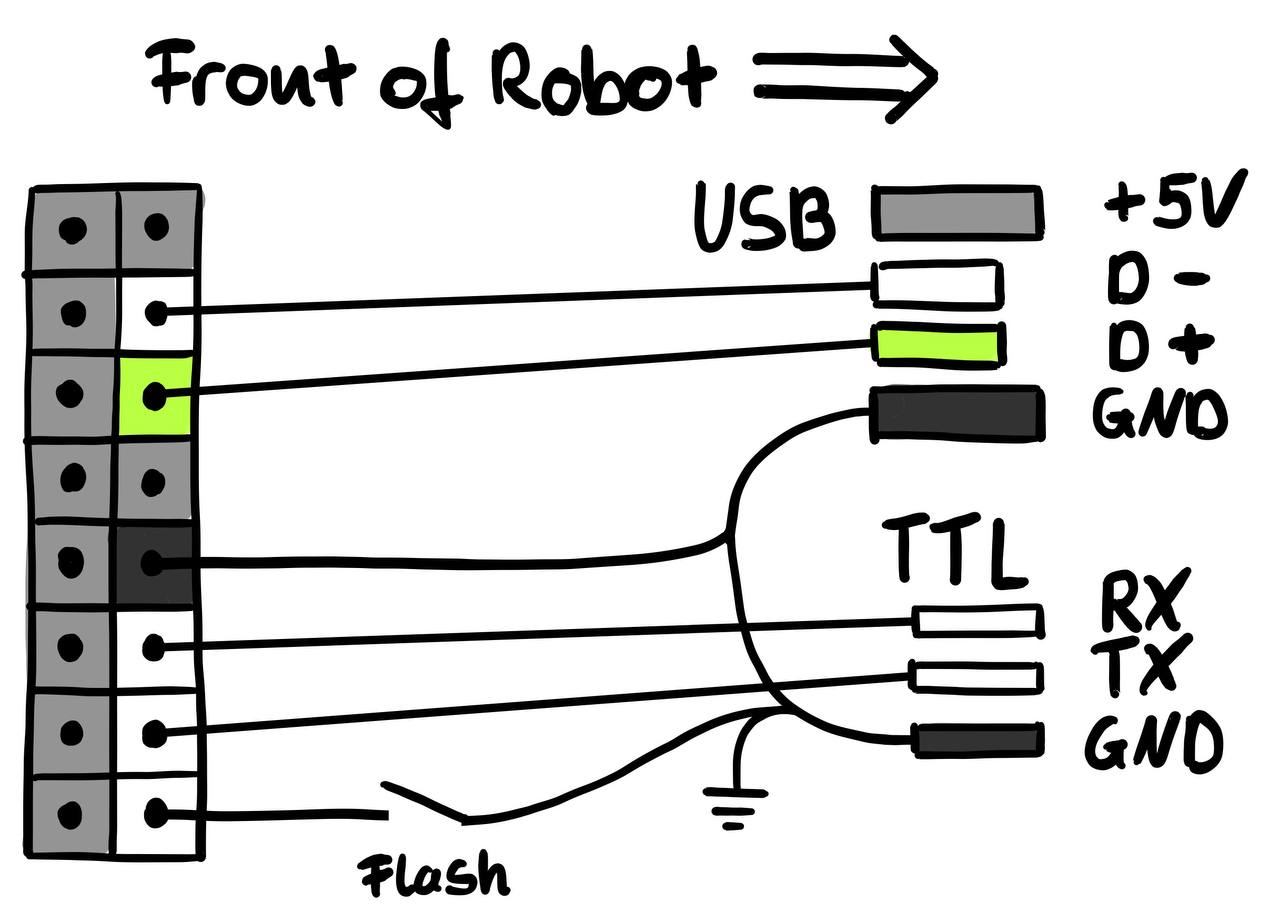 Front of Robot
USB
+5V
D -
D +
GND
TTL
RX
TX
GND
Flash